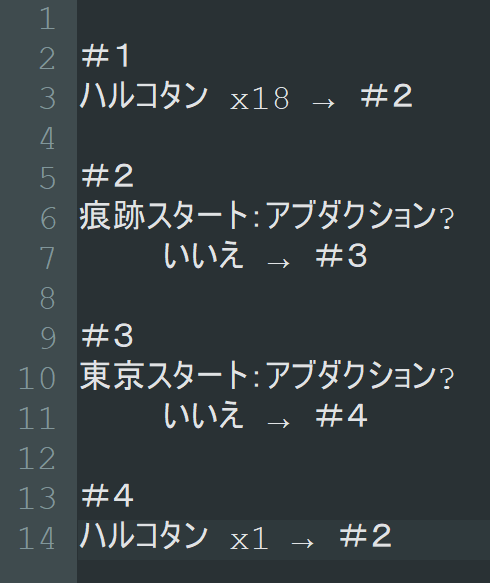 1
2 #1
3 ハルコタン x18 → #2
4
5 #2
6 痕跡スタート:アブダクション?
7 いいえ → #3
8
9 #3
10 東京スタート:アブダクション?
11 いいえ → #4
12
13 #4
14 ハルコタン x1 → #2